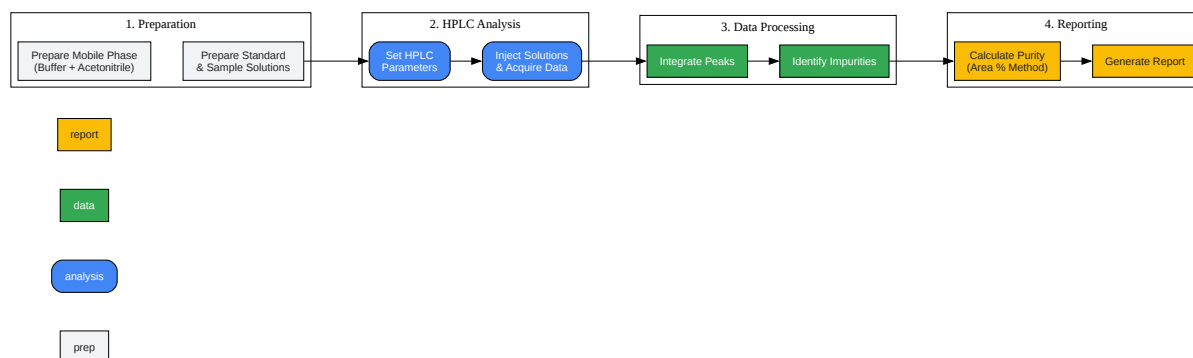 1. Preparation
Prepare Mobile Phase
(Buffer + Acetonitrile)
Prepare Standard
& Sample Solutions
2. HPLC Analysis
Set HPLC
Parameters
Inject Solutions
& Acquire Data
3. Data Processing
Integrate Peaks
Identify Impurities
4. Reporting
Calculate Purity
(Area % Method)
Generate Report
report
data
analysis
prep